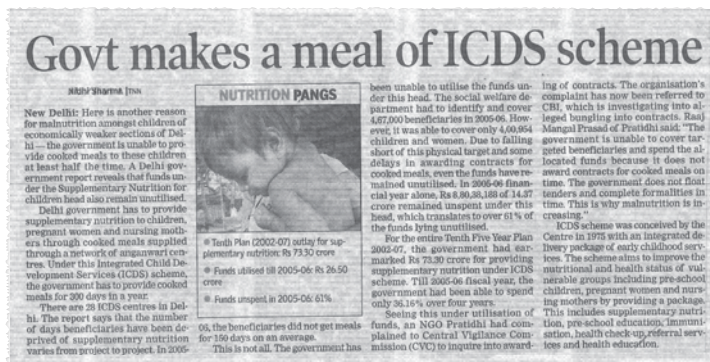 Govt makes a meal of ICDS scheme
Nidhi Sharma | TNN
New Delhi: Here is another reason
for malnutrition amongst children of
economically weaker sections of Del-
hi — the government is unable to pro-
vide cooked meals to these children
at least half the time. A Delhi gov-
ernment report reveals that funds un-
der the Supplementary Nutrition for
children head also remain unutilised.
Delhi government has to provide
supplementary nutrition to children,
pregnant women and nursing moth-
ers through cooked meals supplied
through a network of anganwari cen-
tres. Under this Integrated Child De-
velopment Services (ICDS) scheme,
the government has to provide cooked
meals for 300 days in a year.
There are 28 ICDS centres in Del-
hi. The report says that the number
of days beneficiaries have been de-
prived of supplementary nutrition
varies from project to project. In 2005-
NUTRITION PANGS
Tenth Plan (2002-07) outlay for sup-
plementary nutrition: Rs 73.30 crore
Funds utilised till 2005-06: Rs 26.50
crore
Funds unspent in 2005-06: 61%
06, the beneficiaries did not get meals
for 150 days on an average.
This is not all. The government has
been unable to utilise the funds un-
der this head. The social welfare de-
partment had to identify and cover
4,67,000 beneficiaries in 2005-06. How-
ever, it was able to cover only 4,00,954
children and women. Due to falling
short of this physical target and some
delays in awarding contracts for
cooked meals, even the funds have re-
mained unutilised. In 2005-06 finan-
cial year alone, Rs 8,80,38,188 of 14.37
crore remained unspent under this
head, which translates to over 61% of
the funds lying unutilised.
For the entire Tenth Five Year Plan
2002-07, the government had ear-
marked Rs 73.30 crore for providing
supplementary nutrition under ICDS
scheme. Till 2005-06 fiscal year, the
government had been able to spend
only 36.16% over four years.
Seeing this under utilisation of
funds, an NGO Pratidhi had com-
plained to Central Vigilance Com-
mission (CVC) to inquire into award-
ing of contracts. The organisation's
complaint has now been referred to
CBI, which is investigating into al-
leged bungling into contracts. Raaj
Mangal Prasad of Pratidhi said: "The
government is unable to cover tar-
geted beneficiaries and spend the al-
located funds because it does not
award contracts for cooked meals on
time. The government does not float
tenders and complete formalities in
time. This is why malnutrition is in-
creasing."
ICDS scheme was conceived by the
Centre in 1975 with an integrated de-
livery package of early childhood serv-
ices. The scheme aims to improve the
nutritional and health status of vul-
nerable groups including pre-school
children, pregnant women and nurs-
ing mothers by providing a package.
This includes supplementary nutri-
tion, pre-school education, immuni-
sation, health check-up, referral serv-
ices and health education.